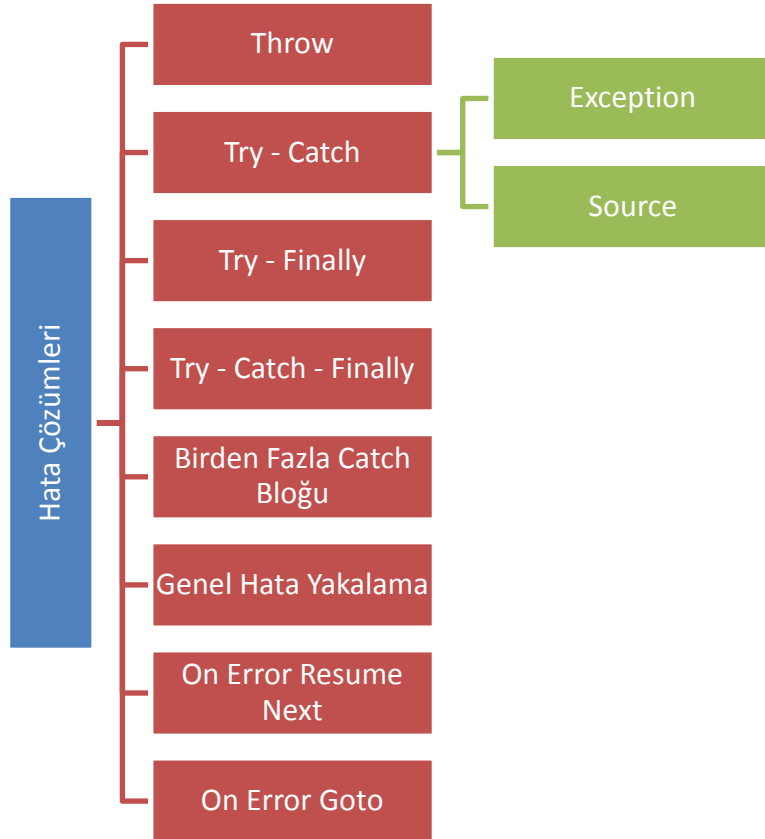 Hata Çözümleri
Throw
Try - Catch
Exception
Source
Try - Finally
Try - Catch - Finally
Birden Fazla Catch
Bloğu
Genel Hata Yakalama
On Error Resume
Next
On Error Goto